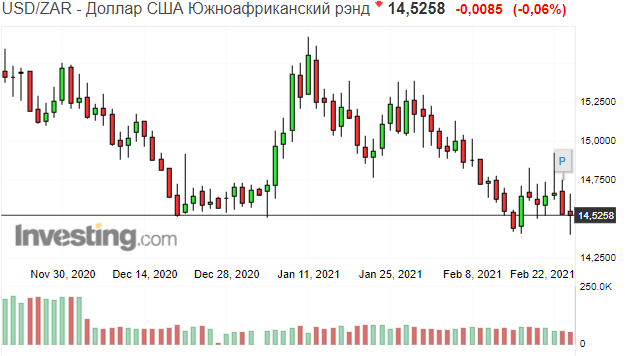 USD/ZAR - Доллар США Южноафриканский рэнд 14,5258 -0,0085 (-0,06%)
15,2500
15,0000
P
14,7500
14,5258
Investing.com
14,2500
Nov 30, 2020 Dec 14, 2020 Dec 28, 2020 Jan 11, 2021 Jan 25, 2021 Feb 8, 2021 Feb 22, 2021
250.0K
0